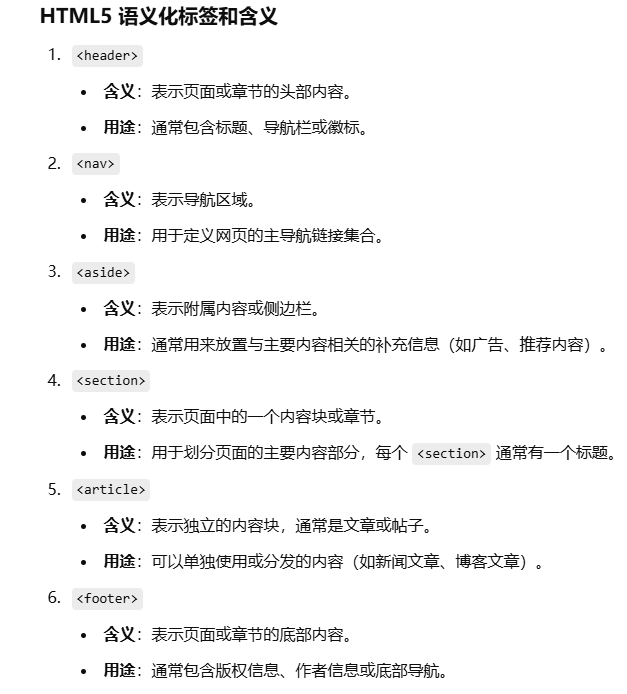 HTML5 语义化标签和含义
1. <header>
• 含义：表示页面或章节的头部内容。
• 用途：通常包含标题、导航栏或徽标。
2. <nav>
• 含义：表示导航区域。
• 用途：用于定义网页的主导航链接集合。
3. <aside>
• 含义：表示附属内容或侧边栏。
• 用途：通常用来放置与主要内容相关的补充信息（如广告、推荐内容）。
4. <section>
• 含义：表示页面中的一个内容块或章节。
• 用途：用于划分页面的主要内容部分，每个 <section> 通常有一个标题。
5. <article>
• 含义：表示独立的内容块，通常是文章或帖子。
• 用途：可以单独使用或分发的内容（如新闻文章、博客文章）。
6. <footer>
• 含义：表示页面或章节的底部内容。
• 用途：通常包含版权信息、作者信息或底部导航。